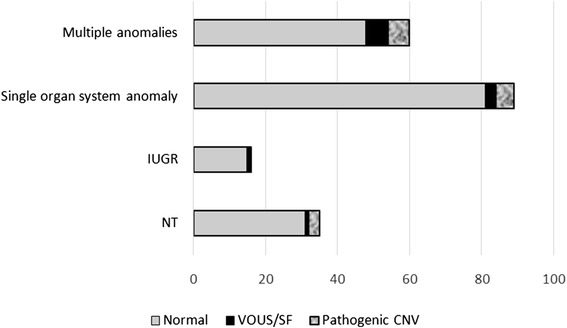 Multiple anomalies
Single organ system anomaly
IUGR
NT
0 20 40 60 80 100
Normal VOUS/SF Pathogenic CNV